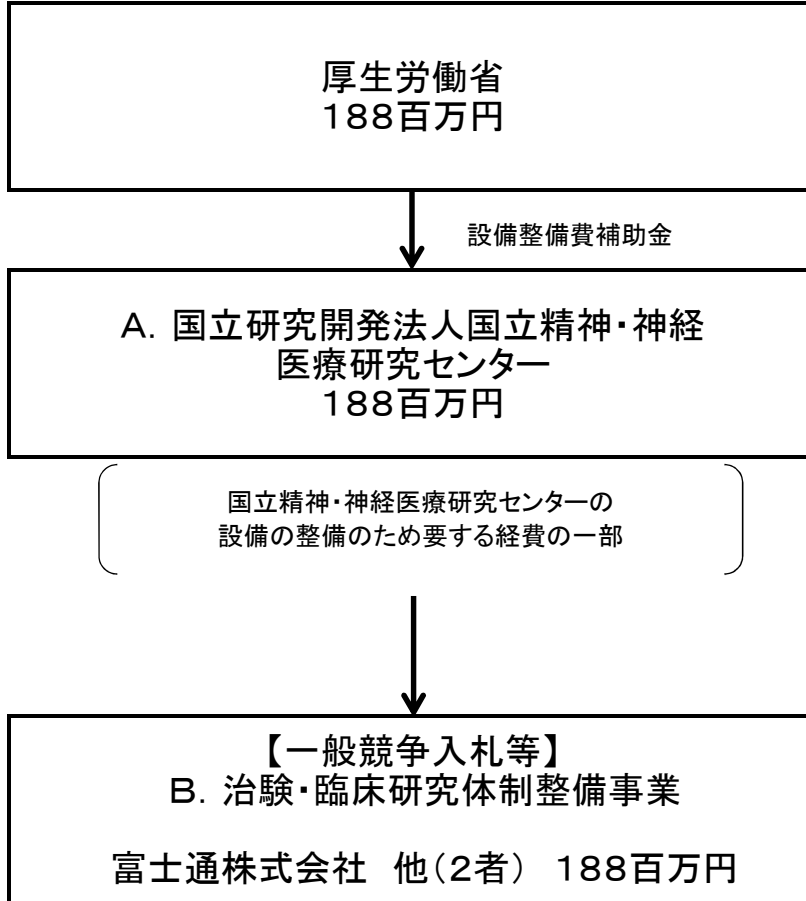 厚生労働省
188百万円
設備整備費補助金
A．国立研究開発法人国立精神・神経
医療研究センター
188百万円
国立精神・神経医療研究センターの
設備の整備のため要する経費の一部
【一般競争入札等】
B．治験・臨床研究体制整備事業
富士通株式会社　他（2者）　188百万円